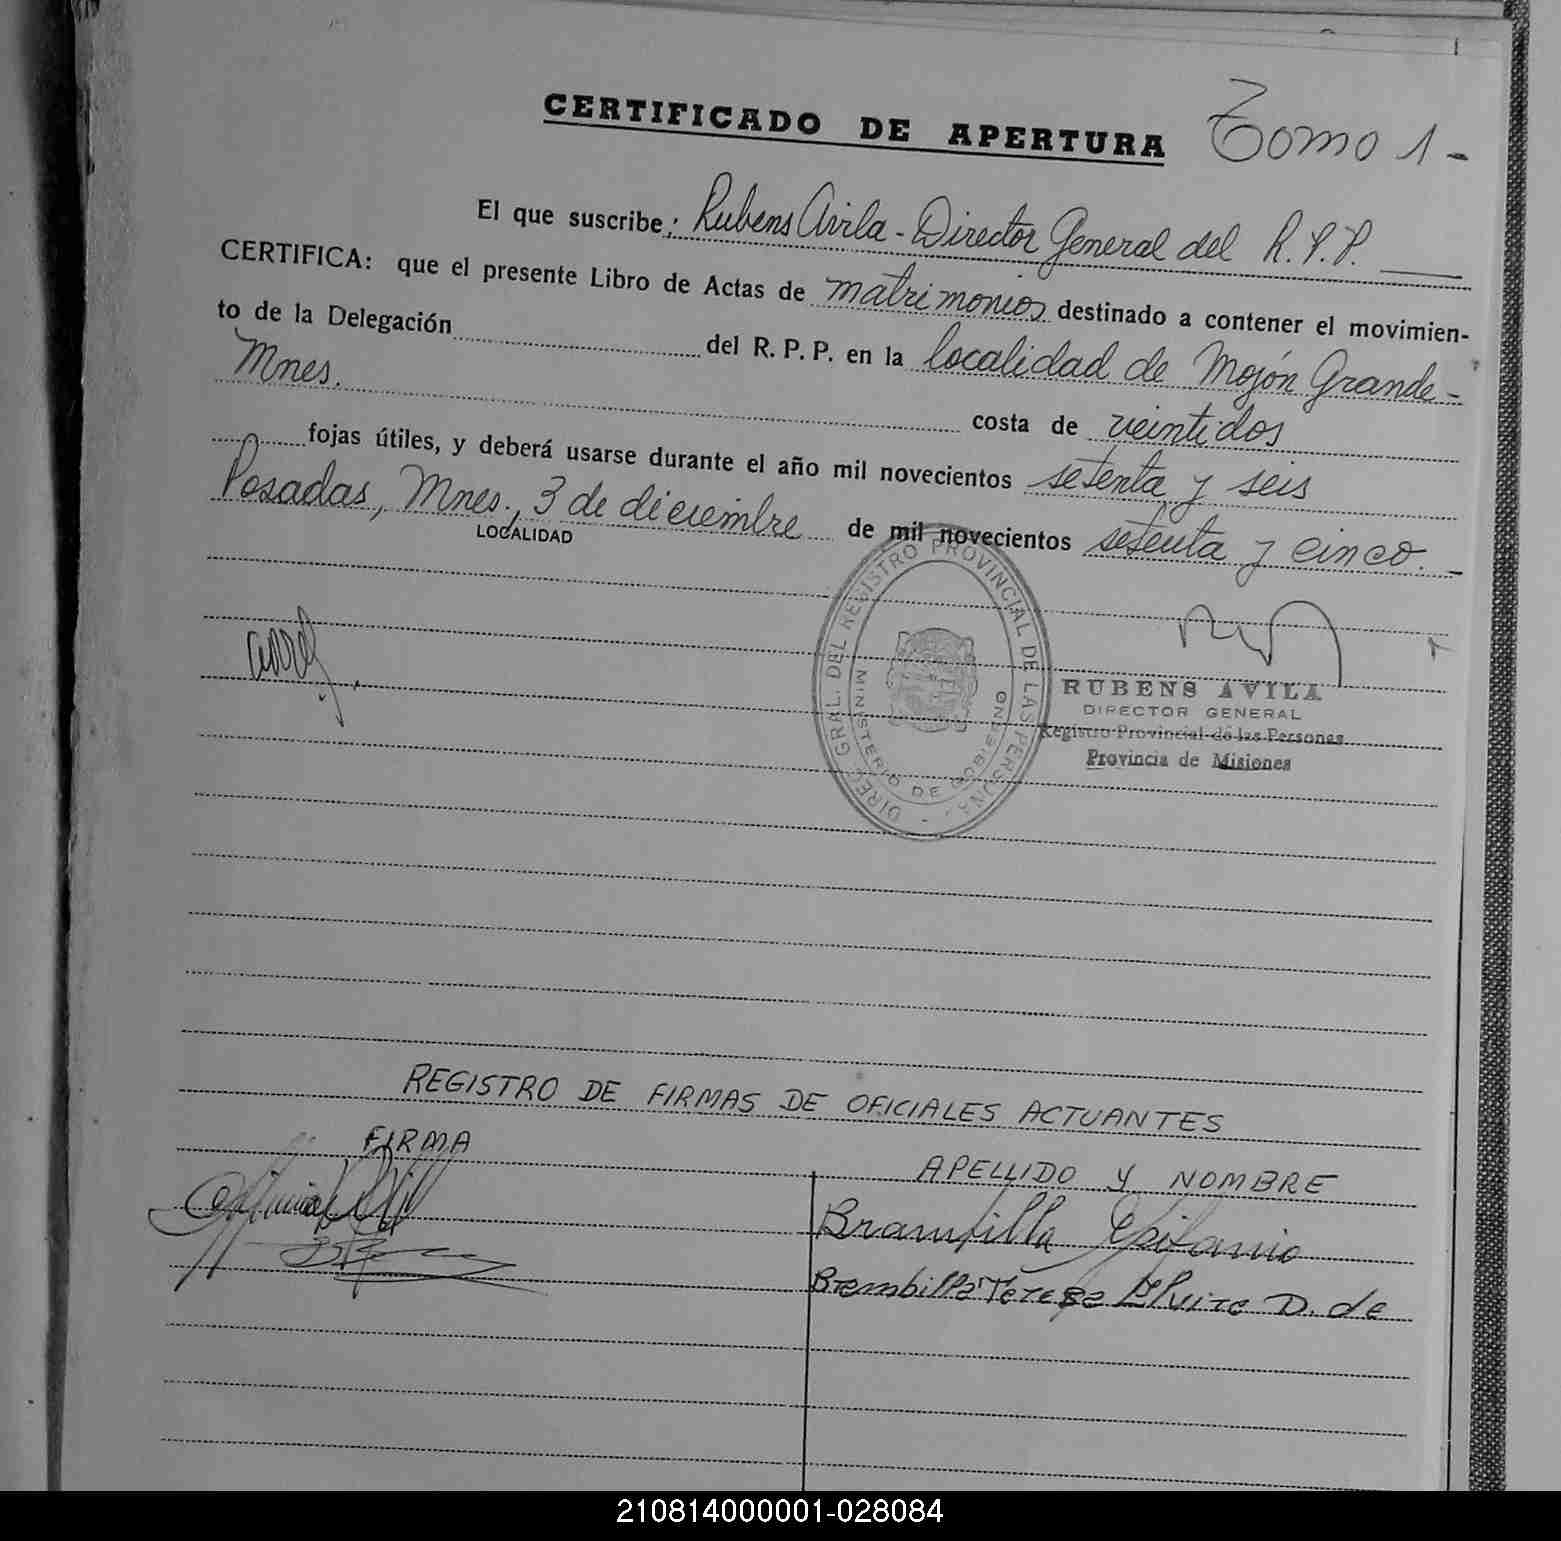 CERTIFICADO DE APERTURA Tomo 1-
El que suscribe; Rubens Avila - Director General del R.P.P.
CERTIFICA: que el presente Libro de Actas de matrimonios destinado a contener el movimien-
to de la Delegación del R. P. P. en la localidad de Mojón Grande-
Mnes. costa de veintidos
fojas útiles, y deberá usarse durante el año mil novecientos setenta y seis
Posadas, Mnes., 3 de diciembre de mil novecientos setenta y cinco.-
LOCALIDAD
DIREC. GRAL. DEL REGISTRO PROVINCIAL DE LAS PERSONAS
MINISTERIO DE GOBIERNO
RUBENS AVILA
DIRECTOR GENERAL
Registro Provincial de las Personas
Provincia de Misiones
REGISTRO DE FIRMAS DE OFICIALES ACTUANTES
FIRMA
APELLIDO Y NOMBRE
Brambilla Epifanio
Brembilla Teresa Elvira D. de
210814000001-028084